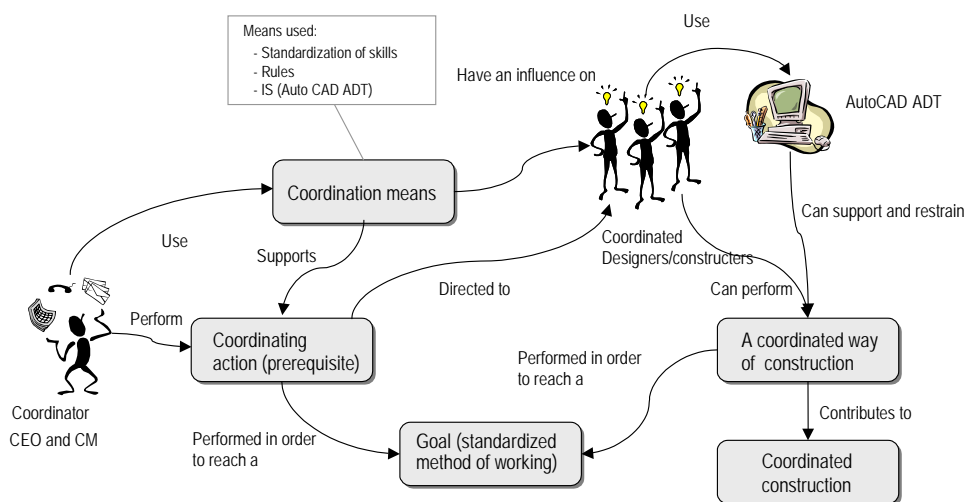 Means used:
- Standardization of skills
- Rules
- IS (Auto CAD ADT)
Use
Have an influence on
AutoCAD ADT
Coordination means
Can support and restrain
Use
Supports
Coordinated
Designers/constructers
Directed to
Can perform
Perform
Coordinating
action (prerequisite)
A coordinated way
of construction
Performed in order
to reach a
Coordinator
CEO and CM
Performed in order
to reach a
Goal (standardized
method of working)
Contributes to
Coordinated
construction